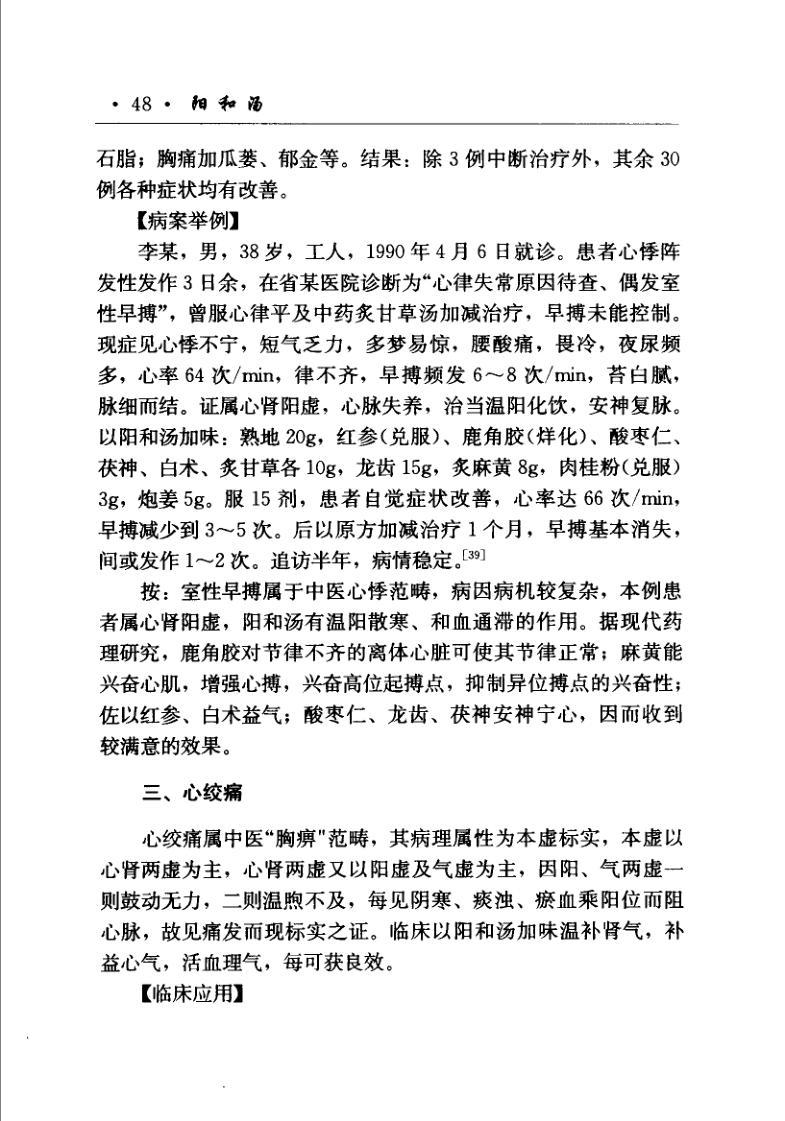 · 48 · 阳和汤
石脂；胸痛加瓜蒌、郁金等。结果：除 3 例中断治疗外，其余 30
例各种症状均有改善。
【病案举例】
李某，男，38 岁，工人，1990 年 4 月 6 日就诊。患者心悸阵
发性发作 3 日余，在省某医院诊断为“心律失常原因待查、偶发室
性早搏”，曾服心律平及中药炙甘草汤加减治疗，早搏未能控制。
现症见心悸不宁，短气乏力，多梦易惊，腰酸痛，畏冷，夜尿频
多，心率 64 次/min，律不齐，早搏频发 6～8 次/min，苔白腻，
脉细而结。证属心肾阳虚，心脉失养，治当温阳化饮，安神复脉。
以阳和汤加味：熟地 20g，红参（兑服）、鹿角胶（烊化）、酸枣仁、
茯神、白术、炙甘草各 10g，龙齿 15g，炙麻黄 8g，肉桂粉（兑服）
3g，炮姜 5g。服 15 剂，患者自觉症状改善，心率达 66 次/min，
早搏减少到 3～5 次。后以原方加减治疗 1 个月，早搏基本消失，
间或发作 1～2 次。追访半年，病情稳定。[39]
按：室性早搏属于中医心悸范畴，病因病机较复杂，本例患
者属心肾阳虚，阳和汤有温阳散寒、和血通滞的作用。据现代药
理研究，鹿角胶对节律不齐的离体心脏可使其节律正常；麻黄能
兴奋心肌，增强心搏，兴奋高位起搏点，抑制异位搏点的兴奋性；
佐以红参、白术益气；酸枣仁、龙齿、茯神安神宁心，因而收到
较满意的效果。
三、心绞痛
心绞痛属中医“胸痹"范畴，其病理属性为本虚标实，本虚以
心肾两虚为主，心肾两虚又以阳虚及气虚为主，因阳、气两虚一
则鼓动无力，二则温煦不及，每见阴寒、痰浊、瘀血乘阳位而阻
心脉，故见痛发而现标实之证。临床以阳和汤加味温补肾气，补
益心气，活血理气，每可获良效。
【临床应用】